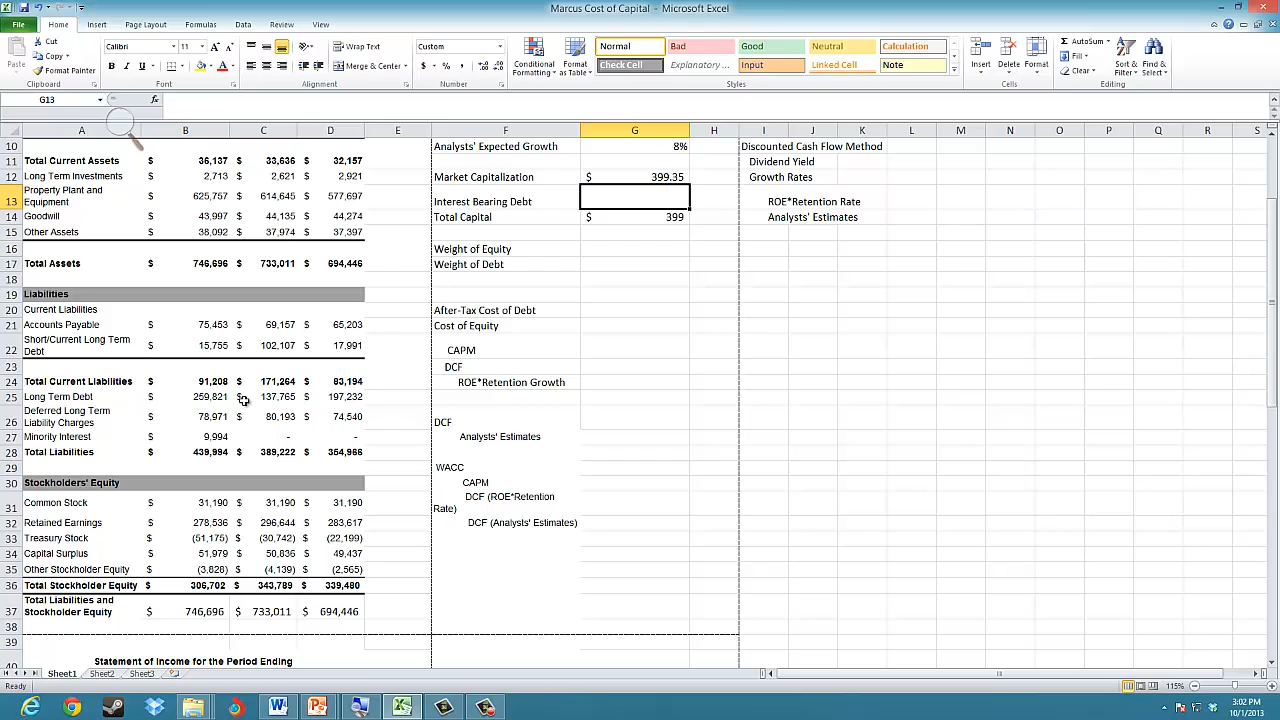 Marcus Cost of Capital - Microsoft Excel
File Home Insert Page Layout Formulas Data Review View
Cut Copy Format Painter Paste Clipboard
Calibri 11 Font
Wrap Text Merge & Center Alignment
Custom Number
Conditional Formatting Format as Table
Normal Bad Good Neutral Calculation
Check Cell Explanatory ... Input Linked Cell Note
Styles
Insert Delete Format Cells
AutoSum Fill Clear Sort & Filter Find & Select Editing
G13 fx
A B C D E F G H I J K L M N O P Q R S
10 Analysts' Expected Growth 8% Discounted Cash Flow Method
11 Total Current Assets $ 36,137 $ 33,636 $ 32,157 Dividend Yield
12 Long Term Investments 2,713 2,621 2,921 Market Capitalization $ 399.35 Growth Rates
13 Property Plant and Equipment 625,757 614,645 577,697 Interest Bearing Debt ROE*Retention Rate
14 Goodwill 43,997 44,135 44,274 Total Capital $ 399 Analysts' Estimates
15 Other Assets $ 38,092 $ 37,974 $ 37,397
16 Weight of Equity
17 Total Assets $ 746,696 $ 733,011 $ 694,446 Weight of Debt
18
19 Liabilities
20 Current Liabilities After-Tax Cost of Debt
21 Accounts Payable $ 75,453 $ 69,157 $ 65,203 Cost of Equity
22 Short/Current Long Term Debt $ 15,755 $ 102,107 $ 17,991 CAPM
23 DCF
24 Total Current Liabilities $ 91,208 $ 171,264 $ 83,194 ROE*Retention Growth
25 Long Term Debt $ 259,821 $ 137,765 $ 197,232
26 Deferred Long Term Liability Charges $ 78,971 $ 80,193 $ 74,540 DCF
27 Minority Interest $ 9,994 - - Analysts' Estimates
28 Total Liabilities $ 439,994 $ 389,222 $ 354,966
29 WACC
30 Stockholders' Equity CAPM
31 Common Stock $ 31,190 $ 31,190 $ 31,190 DCF (ROE*Retention Rate)
32 Retained Earnings $ 278,536 $ 296,644 $ 283,617 DCF (Analysts' Estimates)
33 Treasury Stock $ (51,175) $ (30,742) $ (22,199)
34 Capital Surplus $ 51,979 $ 50,836 $ 49,437
35 Other Stockholder Equity $ (3,828) $ (4,139) $ (2,565)
36 Total Stockholder Equity $ 306,702 $ 343,789 $ 339,480
37 Total Liabilities and Stockholder Equity $ 746,696 $ 733,011 $ 694,446
38
39
40 Statement of Income for the Period Ending
Sheet1 Sheet2 Sheet3
Ready 115%
3:02 PM
10/1/2013